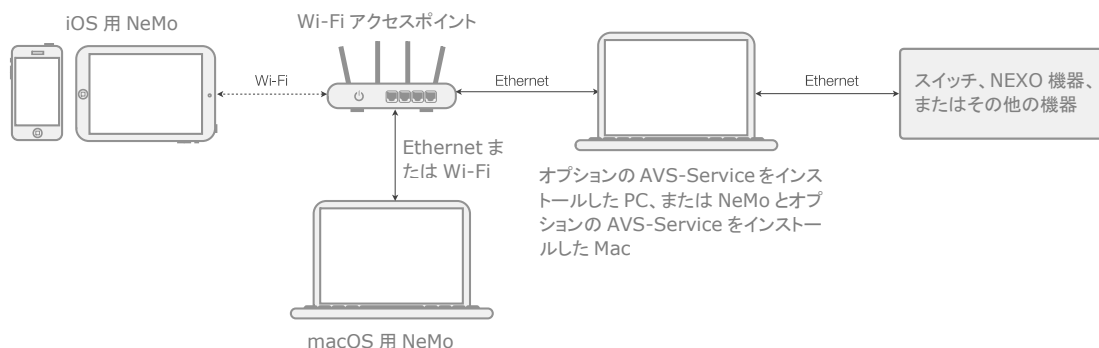 iOS 用 NeMo
Wi-Fi アクセスポイント
Wi-Fi
Ethernet
Ethernet
スイッチ、NEXO 機器、
またはその他の機器
Ethernet ま
たは Wi-Fi
オプションの AVS-Service をインス
トールした PC、または NeMo とオプ
ションの AVS-Service をインストー
ルした Mac
macOS 用 NeMo